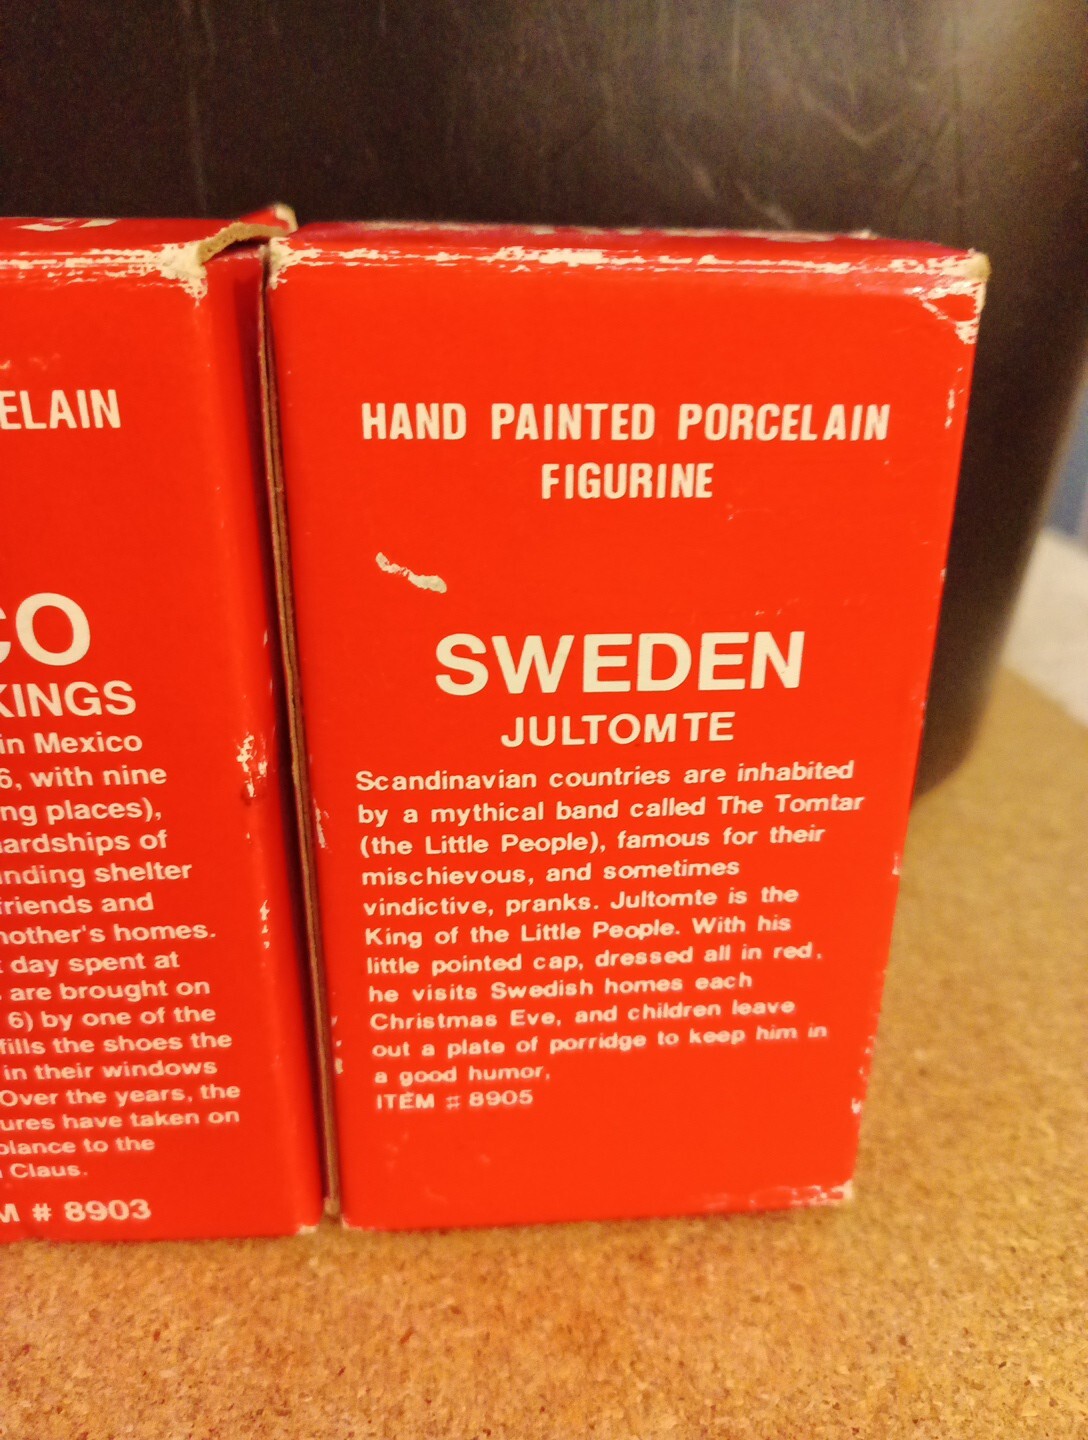 ELAIN
CO
KINGS
in Mexico
6, with nine
ng places),
ardships of
nding shelter
friends and
nother's homes.
day spent at
are brought on
6) by one of the
fills the shoes the
in their windows
Over the years, the
ures have taken on
blance to the
Claus.
M # 8903
HAND PAINTED PORCELAIN
FIGURINE
SWEDEN
JULTOMTE
Scandinavian countries are inhabited
by a mythical band called The Tomtar
(the Little People), famous for their
mischievous, and sometimes
vindictive, pranks. Jultomte is the
King of the Little People. With his
little pointed cap, dressed all in red,
he visits Swedish homes each
Christmas Eve, and children leave
out a plate of porridge to keep him in
a good humor.
ITEM # 8905